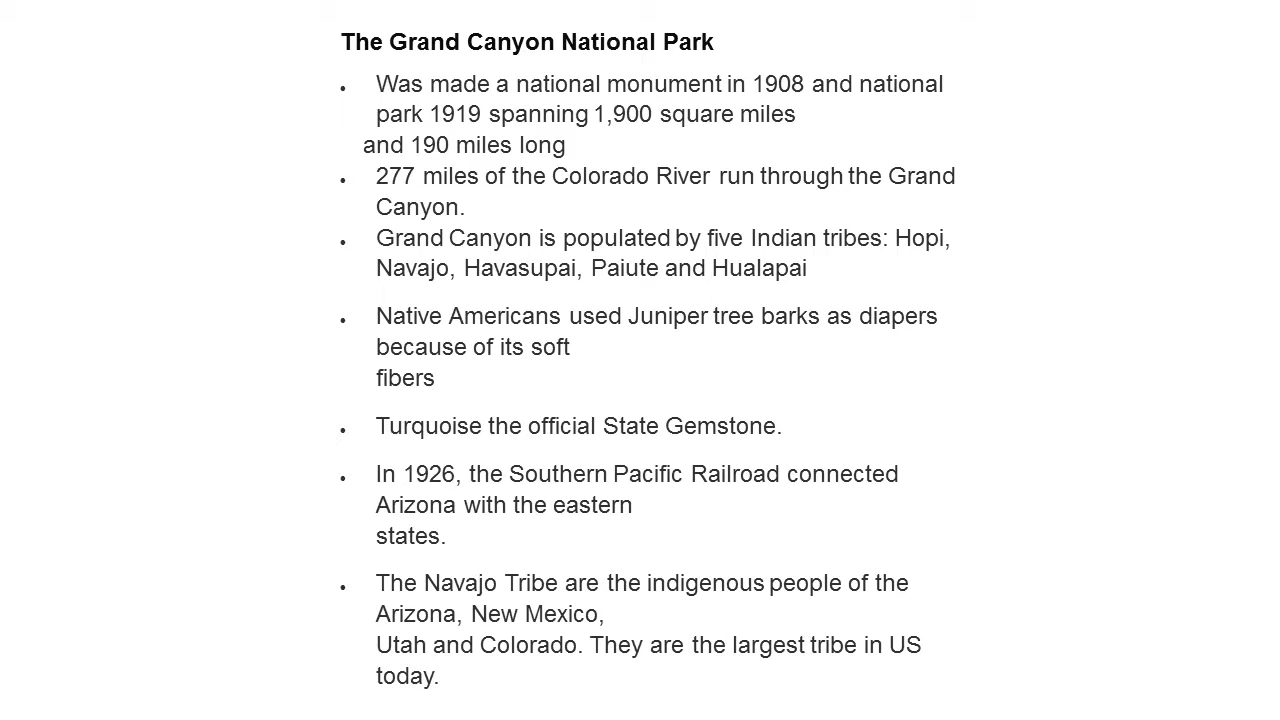 The Grand Canyon National Park
• Was made a national monument in 1908 and national
park 1919 spanning 1,900 square miles
and 190 miles long
• 277 miles of the Colorado River run through the Grand
Canyon.
• Grand Canyon is populated by five Indian tribes: Hopi,
Navajo, Havasupai, Paiute and Hualapai
• Native Americans used Juniper tree barks as diapers
because of its soft
fibers
• Turquoise the official State Gemstone.
• In 1926, the Southern Pacific Railroad connected
Arizona with the eastern
states.
• The Navajo Tribe are the indigenous people of the
Arizona, New Mexico,
Utah and Colorado. They are the largest tribe in US
today.